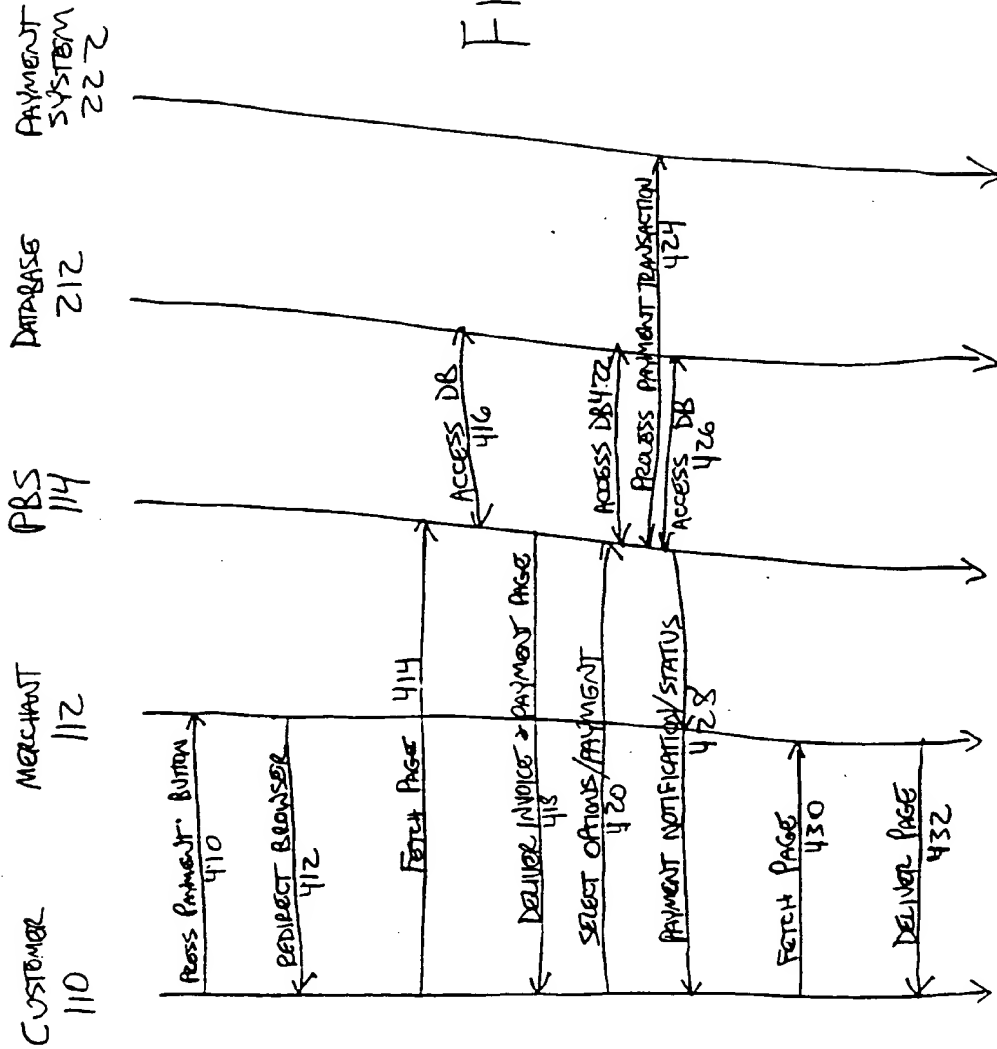 CUSTOMER
110
MERCHANT
112
PBS
114
DATABASE
212
PAYMENT
SYSTEM
222
PRESS PAYMENT BUTTON
410
REDIRECT BROWSER
412
FETCH PAGE 414
ACCESS DB
416
DELIVER INVOICE & PAYMENT PAGE
418
SELECT OPTIONS/PAYMENT
420
ACCESS DB 422
PROCESS PAYMENT TRANSACTION
424
ACCESS DB
426
PAYMENT NOTIFICATION/STATUS
428
FETCH PAGE
430
DELIVER PAGE
432